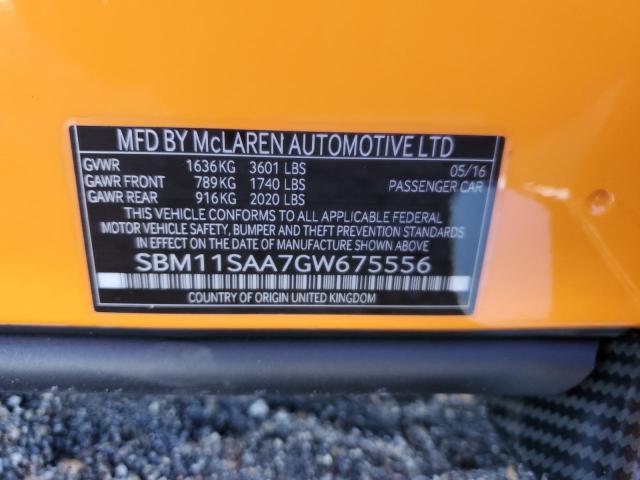 MFD BY McLAREN AUTOMOTIVE LTD
GVWR 1636KG 3601 LBS 05/16
GAWR FRONT 789KG 1740 LBS PASSENGER CAR
GAWR REAR 916KG 2020 LBS
THIS VEHICLE CONFORMS TO ALL APPLICABLE FEDERAL
MOTOR VEHICLE SAFETY, BUMPER AND THEFT PREVENTION STANDARDS
IN EFFECT ON THE DATE OF MANUFACTURE SHOWN ABOVE.
SBM11SAA7GW675556
COUNTRY OF ORIGIN UNITED KINGDOM